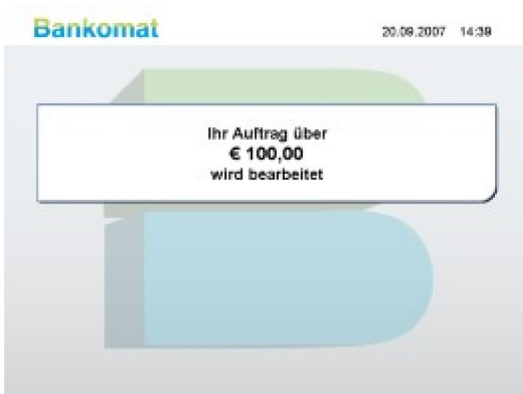 Bankomat
20.09.2007 14:39
Ihr Auftrag über
€ 100,00
wird bearbeitet